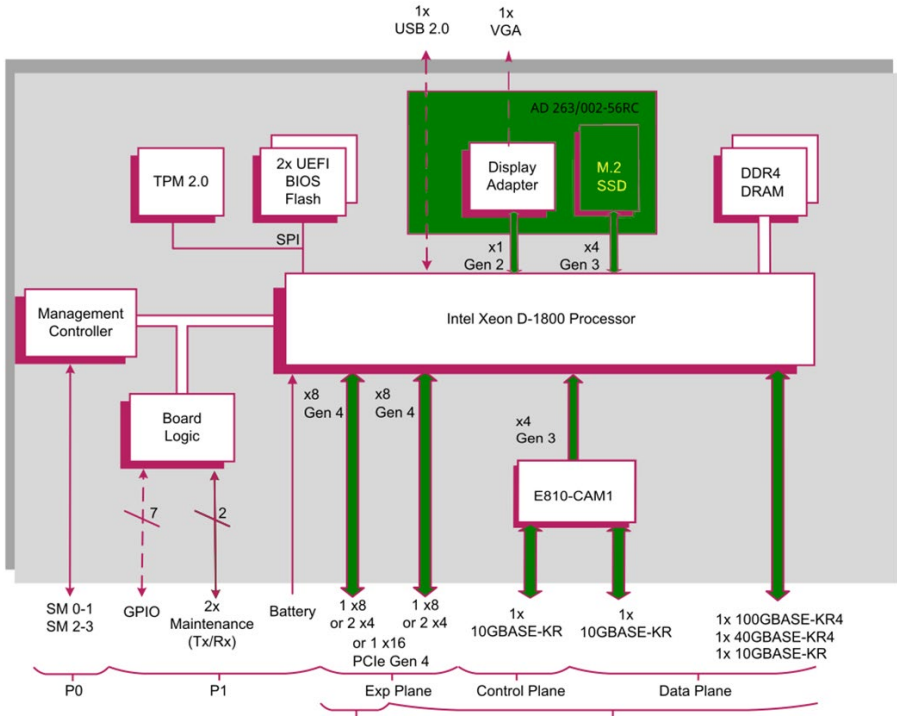 1x
USB 2.0
1x
VGA
AD 263/002-56RC
TPM 2.0
2x UEFI
BIOS
Flash
Display
Adapter
M.2
SSD
DDR4
DRAM
SPI
x1
Gen 2
x4
Gen 3
Management
Controller
Intel Xeon D-1800 Processor
x8
Gen 4
x8
Gen 4
Board
Logic
x4
Gen 3
E810-CAM1
7
2
SM 0-1
SM 2-3
GPIO
2x
Maintenance
(Tx/Rx)
Battery
1 x8
or 2 x4
1 x8
or 2 x4
or 1 x16
PCIe Gen 4
1x
10GBASE-KR
1x
10GBASE-KR
1x 100GBASE-KR4
1x 40GBASE-KR4
1x 10GBASE-KR
P0
P1
Exp Plane
Control Plane
Data Plane